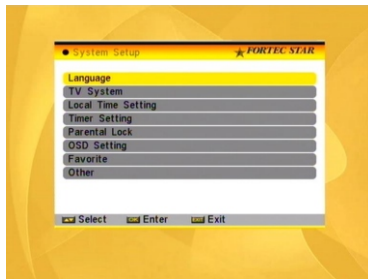 System Setup
FORTEC STAR
Language
TV System
Local Time Setting
Timer Setting
Parental Lock
OSD Setting
Favorite
Other
Select Enter Exit